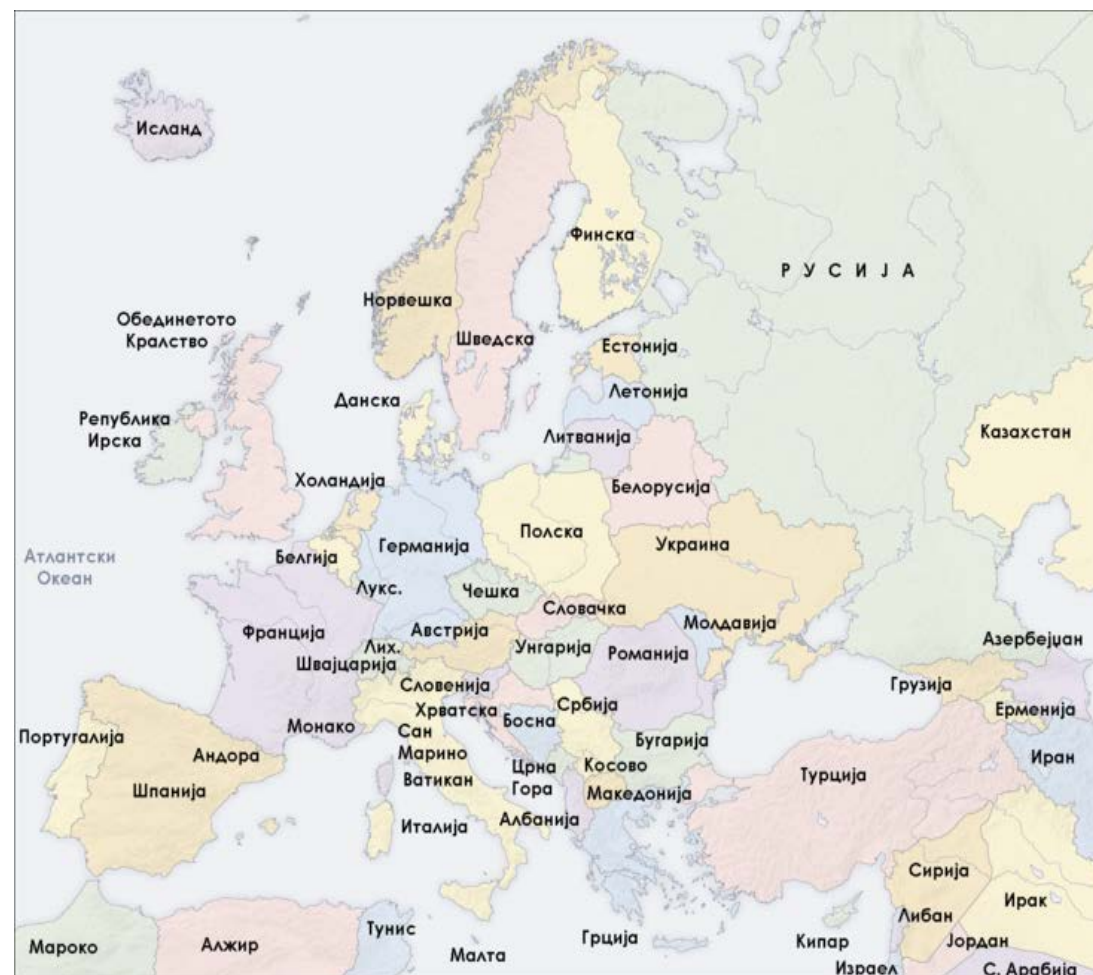 Исланд
Финска
РУСИЈА
Норвешка
Обединетото
Кралство
Шведска
Естонија
Летонија
Данска
Република
Ирска
Литванија
Казахстан
Холандија
Белорусија
Полска
Украина
Германија
Белгија
Атлантски
Океан
Лукс.
Чешка
Словачка
Молдавија
Австрија
Франција
Лих.
Швајцарија
Унгарија
Романија
Азербејџан
Словенија
Грузија
Хрватска
Србија
Ерменија
Босна
Монако
Сан
Марино
Португалија
Бугарија
Андора
Иран
Црна
Гора
Косово
Турција
Ватикан
Шпанија
Македонија
Албанија
Италија
Сирија
Ирак
Либан
Тунис
Грција
Кипар
Јордан
Мароко
Алжир
Малта
Израел
С. Арабија